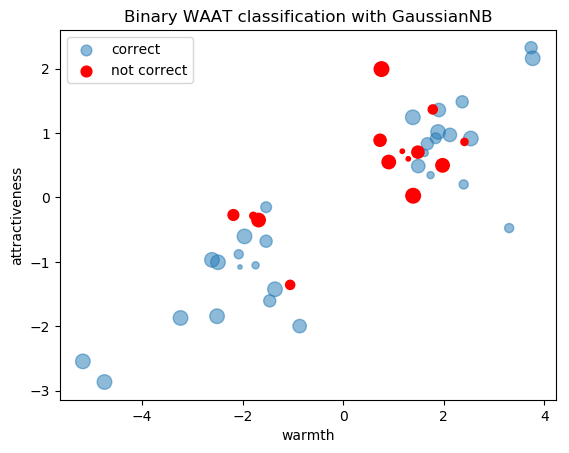 Binary WAAT classification with GaussianNB
correct
not correct
2
1
0
−1
−2
−3
attractiveness
−4
−2
0
2
4
warmth